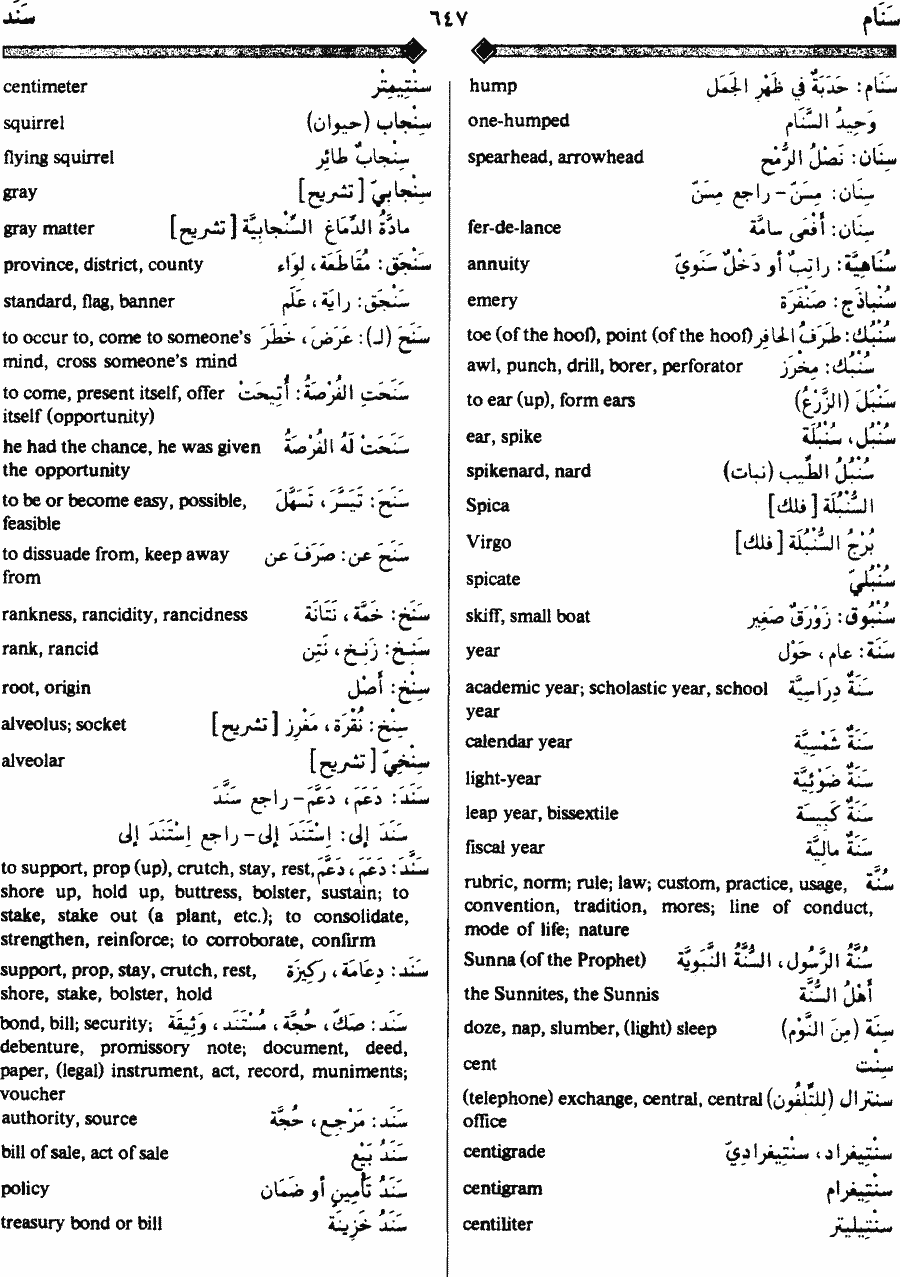 سَنَد ٦٤٧ سَنَام
سَنَام : حَدَبَةٌ في ظَهْرِ الجَمَل hump
وَحِيدُ السَّنَام one-humped
سِنَان : نَصْلُ الرُّمْح spearhead, arrowhead
سِنَان : مِسَنّ - راجع مِسَنّ
سِنَان : أَفْعَى سامَّة fer-de-lance
سُنَاهِيَّة : راتِبٌ أو دَخْلٌ سَنَوِيّ annuity
سُنْبَاذَج : صَنْفَرَة emery
سُنْبُك : طَرَفُ الحافِر toe (of the hoof), point (of the hoof)
سُنْبُك : مِخْرَز awl, punch, drill, borer, perforator
سَنْبَلَ (الزَّرْعُ) to ear (up), form ears
سُنْبُل ، سُنْبُلَة ear, spike
سُنْبُلُ الطِّيب (نبات) spikenard, nard
السُّنْبُلَة [فلك] Spica
بُرْجُ السُّنْبُلَة [فلك] Virgo
سُنْبُلِيّ spicate
سُنْبُوق : زَوْرَقٌ صَغِير skiff, small boat
سَنَة : عام ، حَوْل year
سَنَةٌ دِرَاسِيَّة academic year; scholastic year, school
year
سَنَةٌ شَمْسِيَّة calendar year
سَنَةٌ ضَوْئِيَّة light-year
سَنَةٌ كَبِيسَة leap year, bissextile
سَنَةٌ مالِيَّة fiscal year
سُنَّة rubric, norm; rule; law; custom, practice, usage,
convention, tradition, mores; line of conduct,
mode of life; nature
سُنَّةُ الرَّسُول ، السُّنَّةُ النَّبَوِيَّة Sunna (of the Prophet)
أَهْلُ السُّنَّة the Sunnites, the Sunnis
سِنَة (مِنَ النَّوْم) doze, nap, slumber, (light) sleep
سِنْت cent
سنترال (للتِّلِفُون) (telephone) exchange, central, central
office
سنْتِيغراد ، سنْتِيغراديّ centigrade
سنْتِيغرام centigram
سنْتِيلِيتر centiliter
سنْتِيمِتْر centimeter
سِنْجاب (حيوان) squirrel
سِنْجابٌ طائِر flying squirrel
سِنْجابيّ [تشريح] gray
مادَّةُ الدِّمَاغِ السِّنْجابِيَّة [تشريح] gray matter
سَنْجَق : مُقَاطَعَة ، لِوَاء province, district, county
سَنْجَق : راية ، عَلَم standard, flag, banner
سَنَحَ (لـ) : عَرَضَ ، خَطَرَ to occur to, come to someone's
mind, cross someone's mind
سَنَحَتِ الفُرْصَةُ : أُتِيحَتْ to come, present itself, offer
itself (opportunity)
سَنَحَتْ لَهُ الفُرْصَةُ he had the chance, he was given
the opportunity
سَنَحَ : تَيَسَّرَ ، تَسَهَّلَ to be or become easy, possible,
feasible
سَنَحَ عن : صَرَفَ عن to dissuade from, keep away
from
سَنَخ : خَمَّة ، نَتَانَة rankness, rancidity, rancidness
سَنِخ : زَنِخ ، نَتِن rank, rancid
سِنْخ : أَصْل root, origin
سِنْخ : نُقْرَة ، مَغْرِز [تشريح] alveolus; socket
سِنْخِيّ [تشريح] alveolar
سَنَدَ : دَعَمَ ، دَعَّمَ - راجع سَنَّدَ
سَنَدَ إلى : اِسْتَنَدَ إلى - راجع اِسْتَنَدَ إلى
سَنَّدَ : دَعَمَ ، دَعَّمَ to support, prop (up), crutch, stay, rest,
shore up, hold up, buttress, bolster, sustain; to
stake, stake out (a plant, etc.); to consolidate,
strengthen, reinforce; to corroborate, confirm
سَنَد : دِعَامَة ، رَكِيزَة support, prop, stay, crutch, rest,
shore, stake, bolster, hold
سَنَد : صَكّ ، حُجَّة ، مُسْتَنَد ، وَثِيقَة bond, bill; security;
debenture, promissory note; document, deed,
paper, (legal) instrument, act, record, muniments;
voucher
سَنَد : مَرْجِع ، حُجَّة authority, source
سَنَدُ بَيْع bill of sale, act of sale
سَنَدُ تَأْمِينٍ أو ضَمَان policy
سَنَدُ خَزِينَة treasury bond or bill